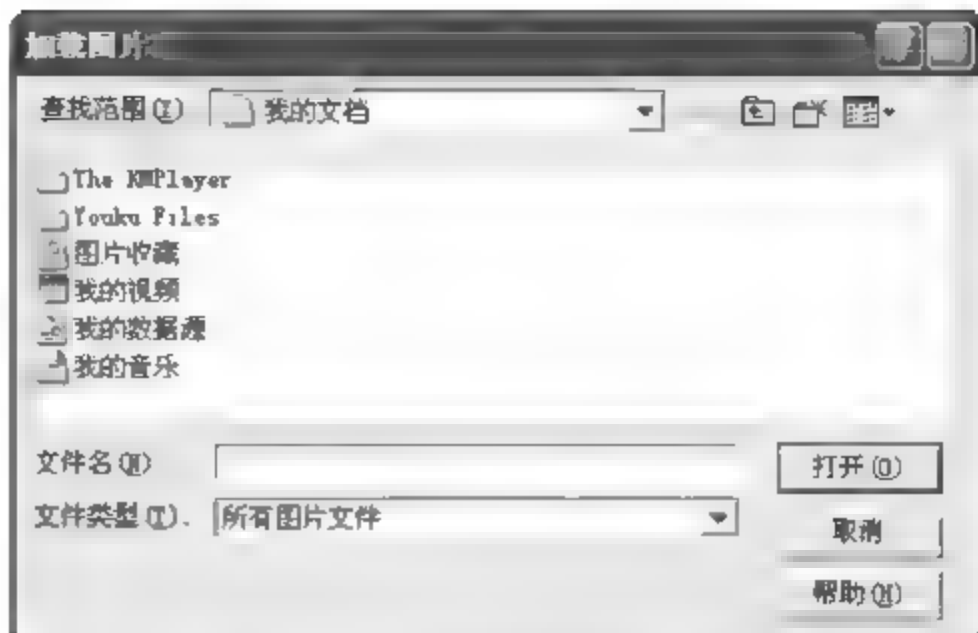 加载图片
查找范围(I) 我的文档
The KMPlayer
Youku Files
图片收藏
我的视频
我的数据源
我的音乐
文件名(N)
打开(O)
文件类型(T). 所有图片文件
取消
帮助(H)